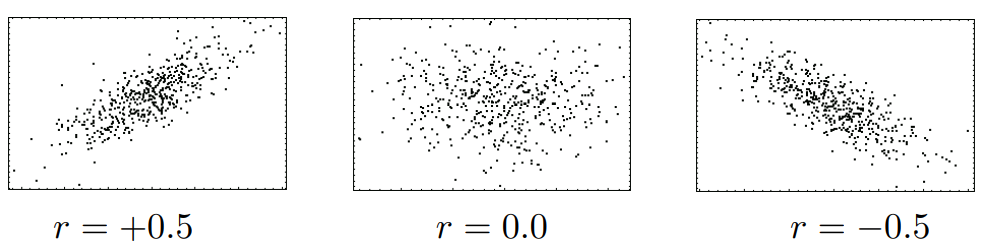 r = +0.5 r = 0.0 r = −0.5